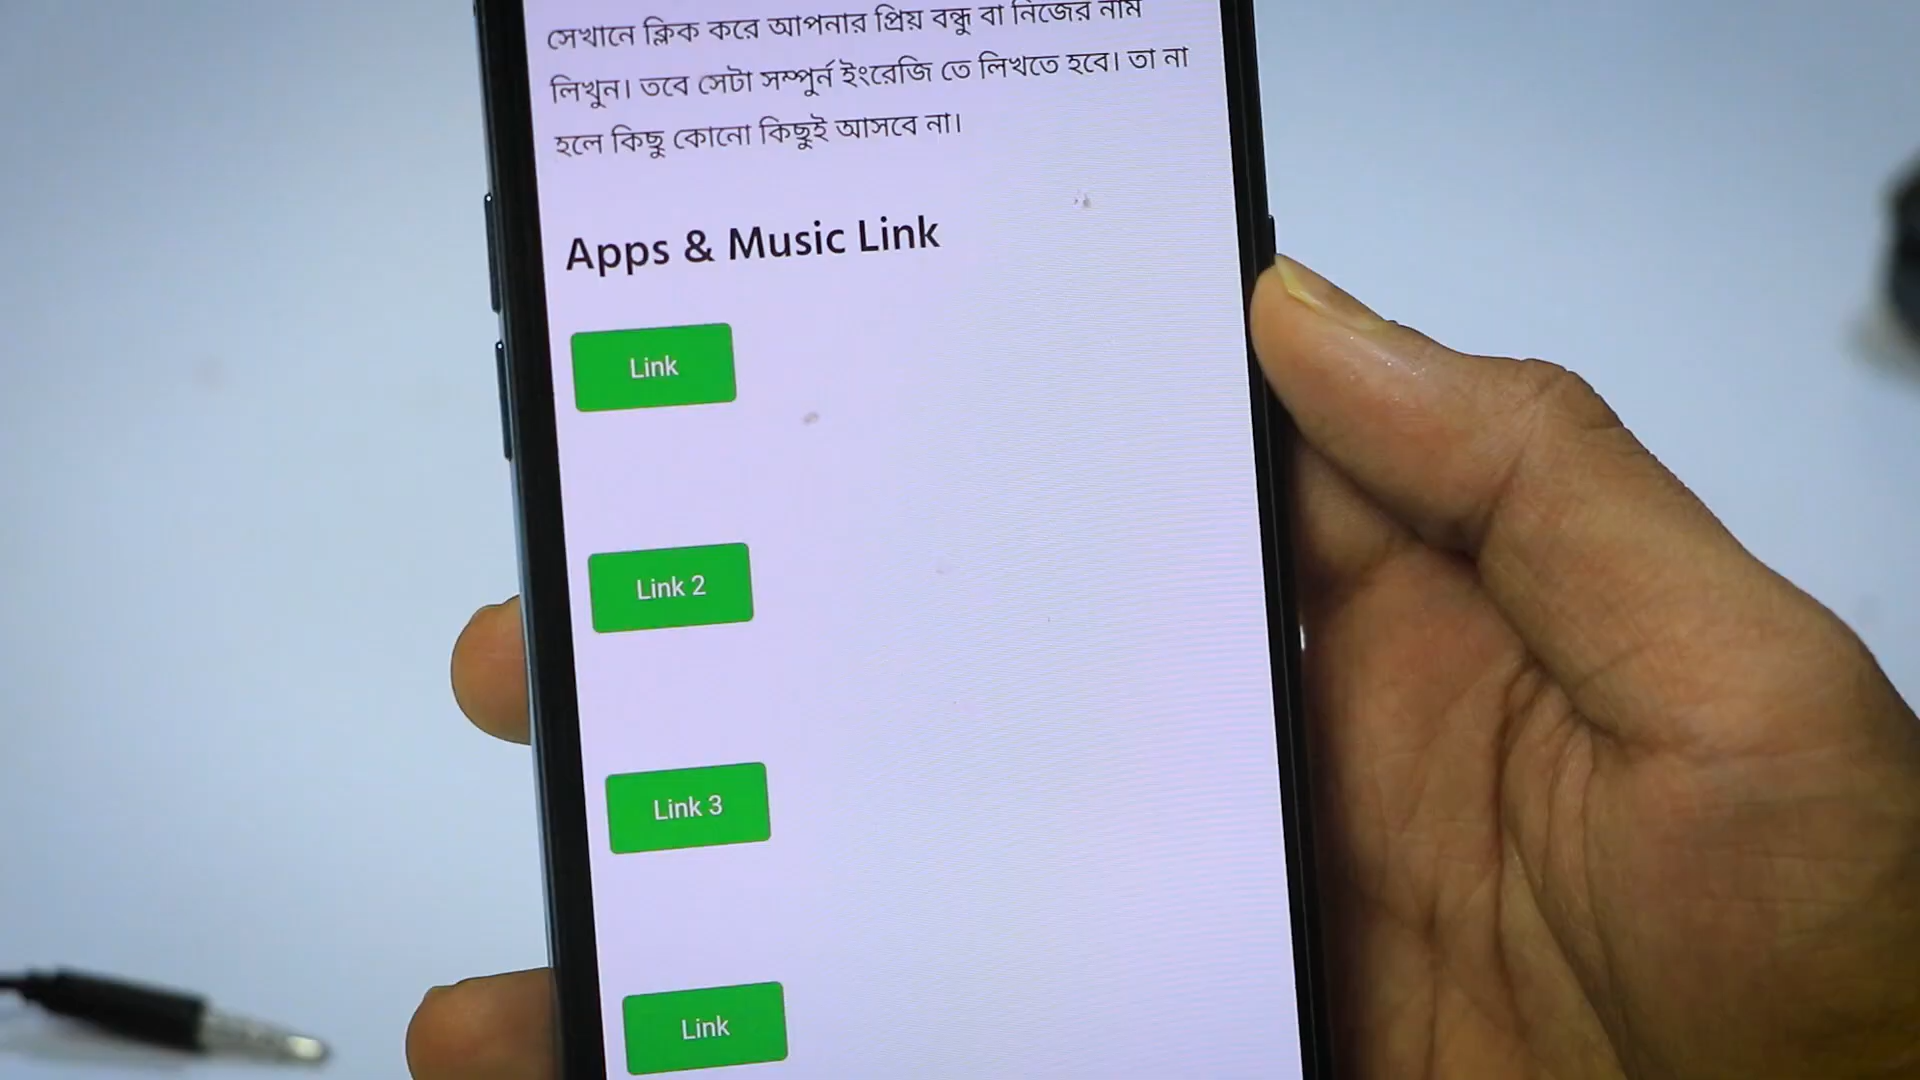 সেখানে ক্লিক করে আপনার প্রিয় বন্ধু বা নিজের নাম
লিখুন। তবে সেটা সম্পুর্ন ইংরেজি তে লিখতে হবে। তা না
হলে কিছু কোনো কিছুই আসবে না।
Apps & Music Link
Link
Link 2
Link 3
Link